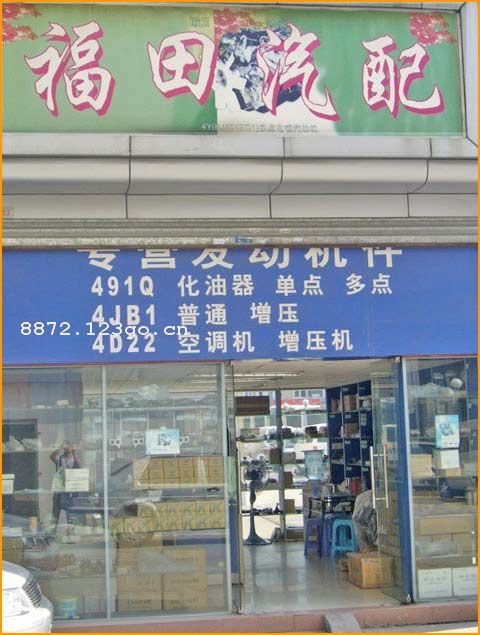 福田汽配
专营发动机件
491Q 化油器 单点 多点
4JB1 普通 增压
8872.123go.cn
4D22 空调机 增压机